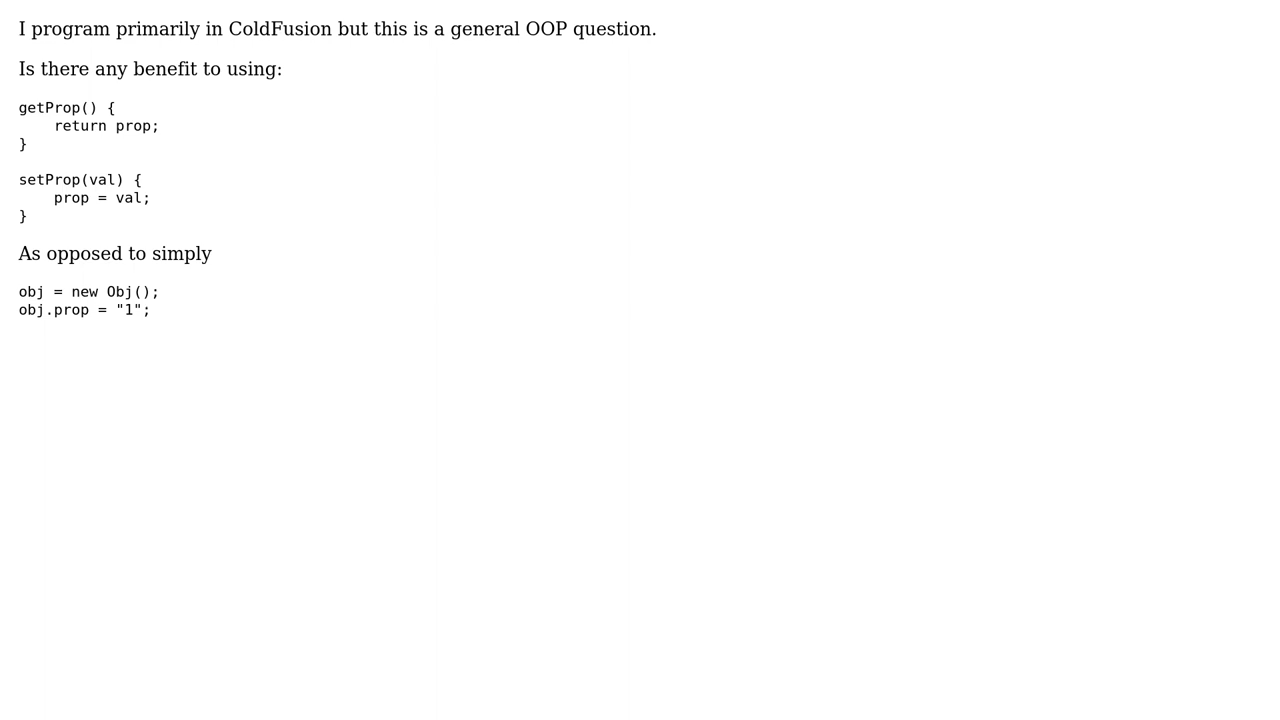 I program primarily in ColdFusion but this is a general OOP question.
Is there any benefit to using:
getProp() {
    return prop;
}
setProp(val) {
    prop = val;
}
As opposed to simply
obj = new Obj();
obj.prop = "1";